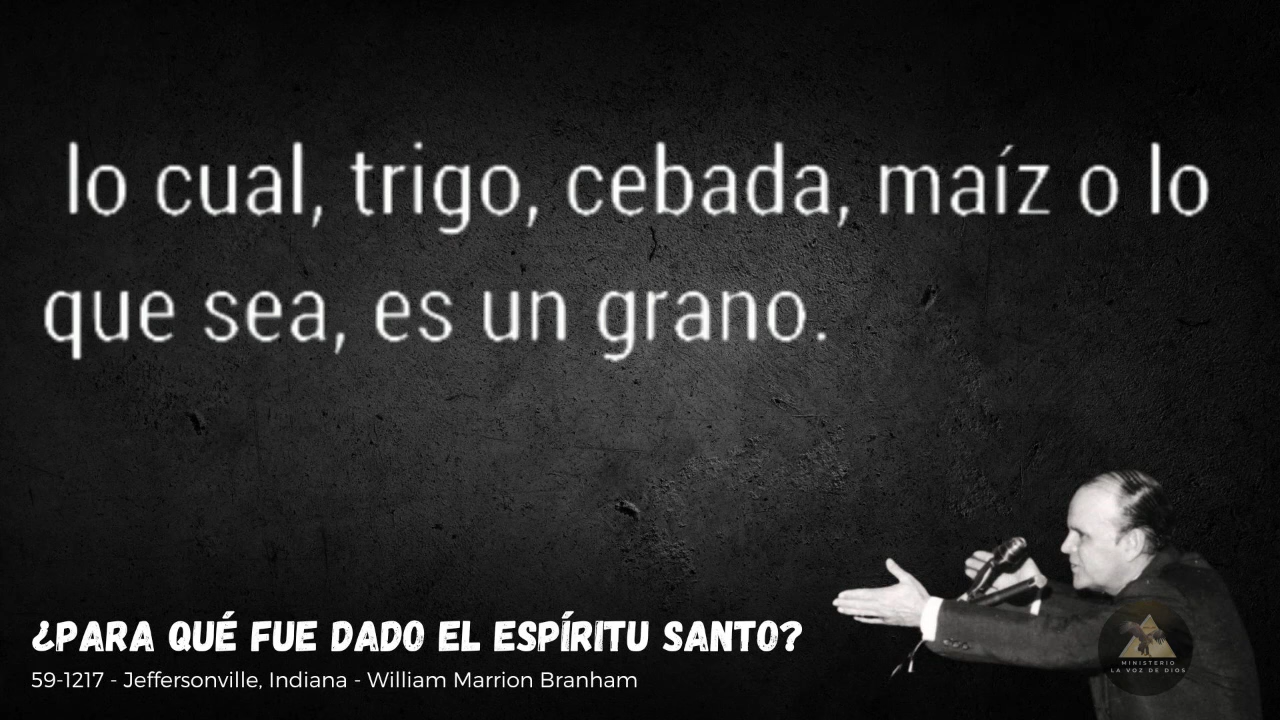 lo cual, trigo, cebada, maíz o lo
que sea, es un grano.
¿PARA QUÉ FUE DADO EL ESPÍRITU SANTO?
59-1217 - Jeffersonville, Indiana - William Marrion Branham
MINISTERIO
LA VOZ DE DIOS